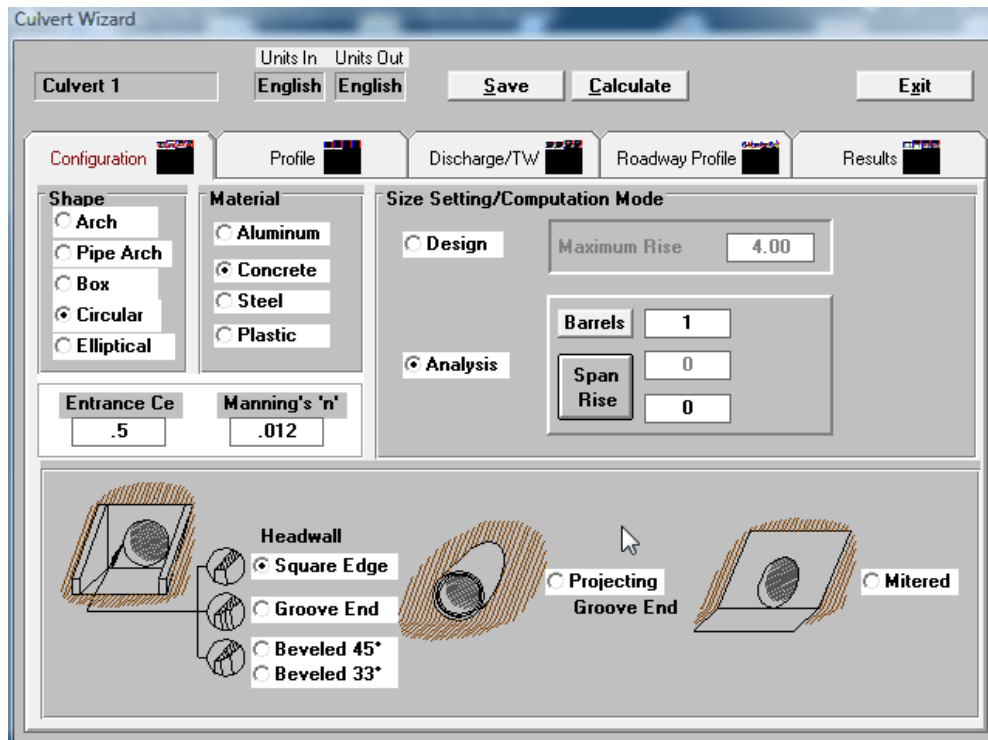 Culvert Wizard
Units In Units Out
Culvert 1 English English Save Calculate Exit
Configuration Profile Discharge/TW Roadway Profile Results
Shape
Arch
Pipe Arch
Box
Circular
Elliptical
Material
Aluminum
Concrete
Steel
Plastic
Entrance Ce Manning's 'n'
.5 .012
Size Setting/Computation Mode
Design Maximum Rise 4.00
Analysis
Barrels 1
Span 0
Rise 0
Headwall
Square Edge
Groove End
Beveled 45°
Beveled 33°
Projecting
Groove End
Mitered